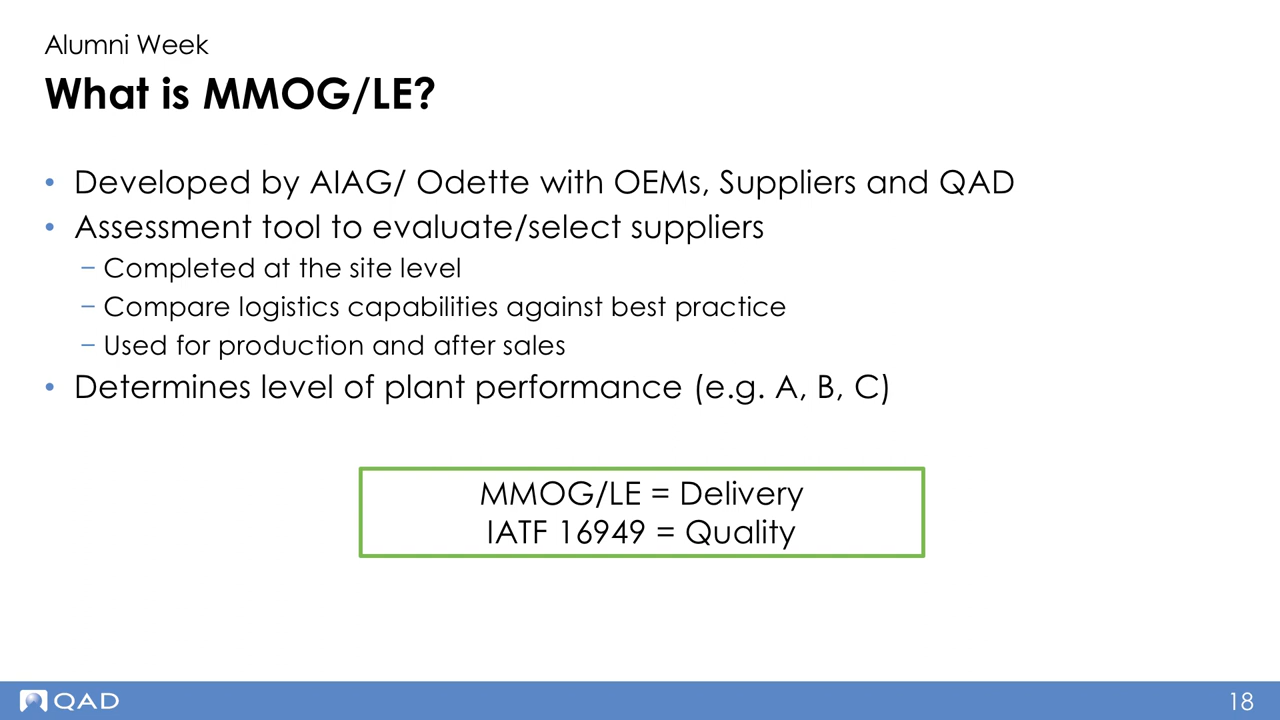 Alumni Week
What is MMOG/LE?
• Developed by AIAG/ Odette with OEMs, Suppliers and QAD
• Assessment tool to evaluate/select suppliers
− Completed at the site level
− Compare logistics capabilities against best practice
− Used for production and after sales
• Determines level of plant performance (e.g. A, B, C)
MMOG/LE = Delivery
IATF 16949 = Quality
QAD
18